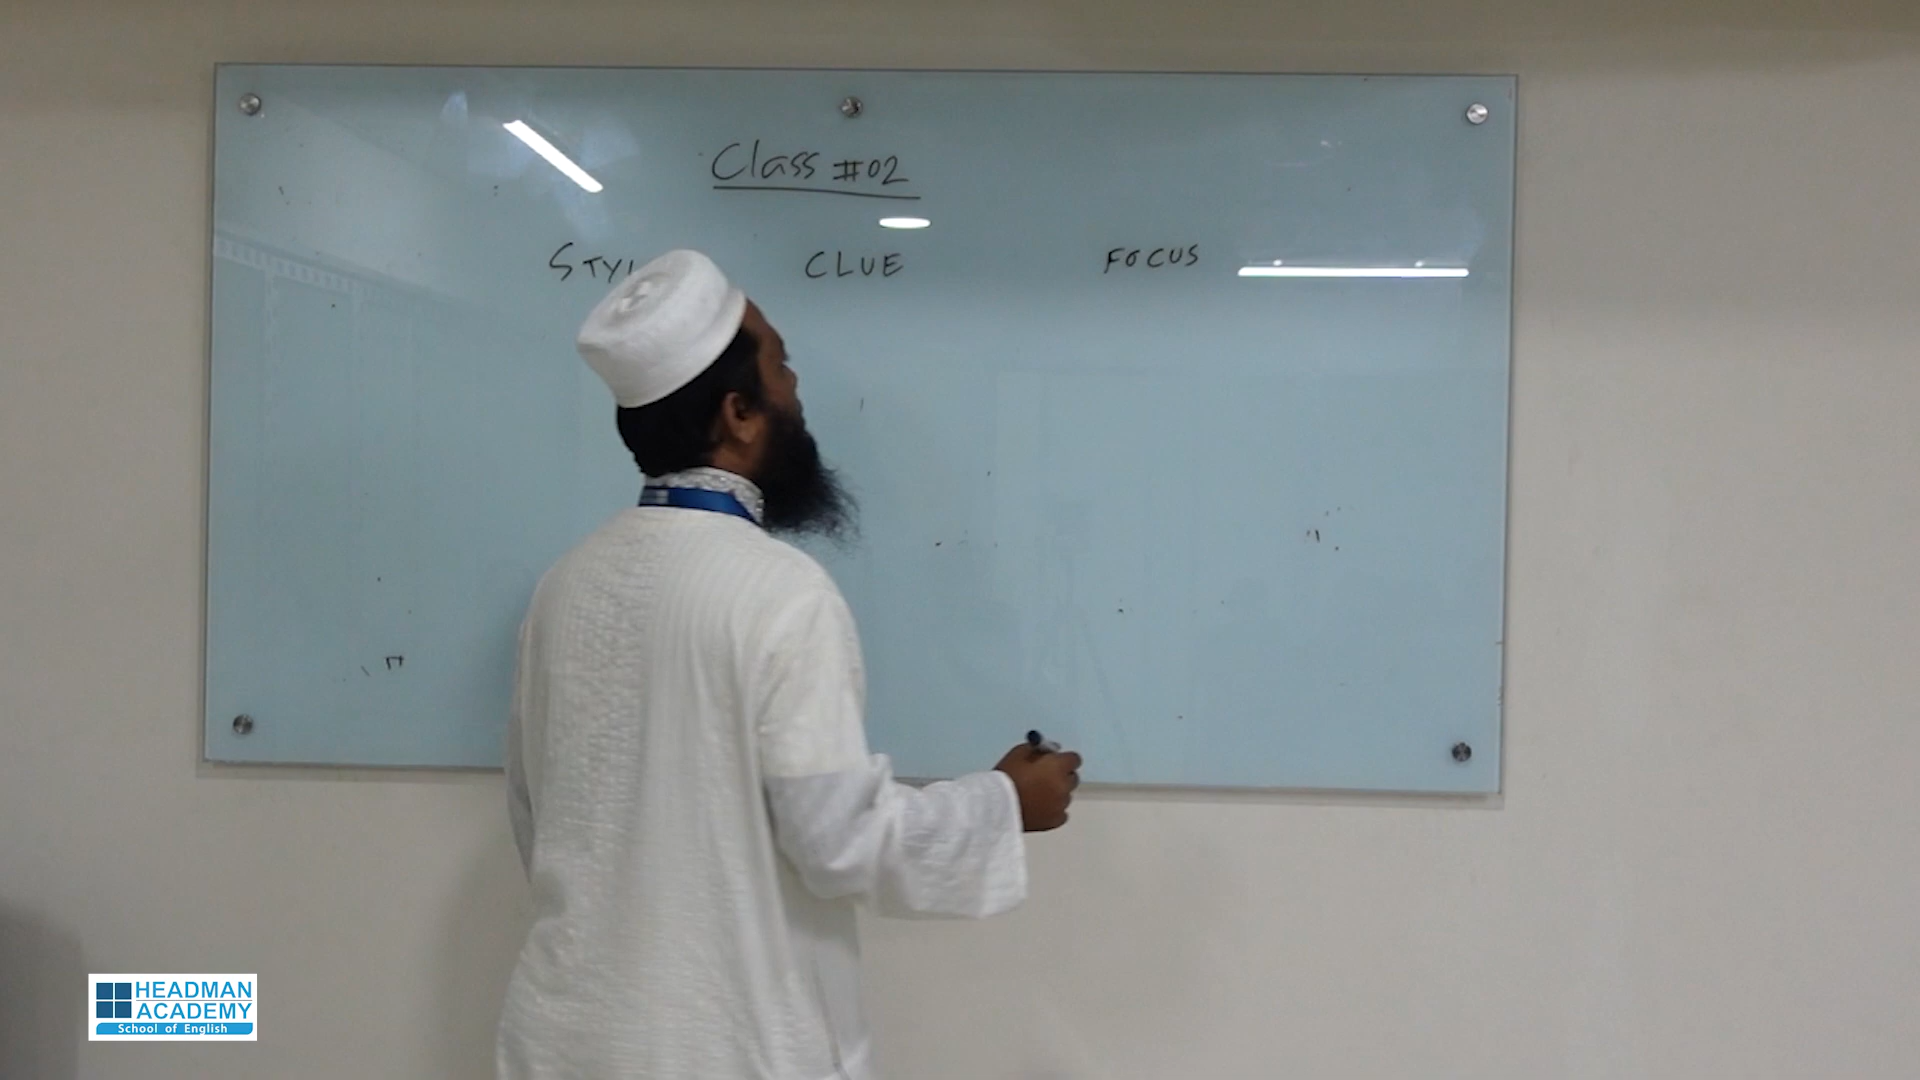 Class #02
CLUE FOCUS
HEADMAN
ACADEMY
School of English